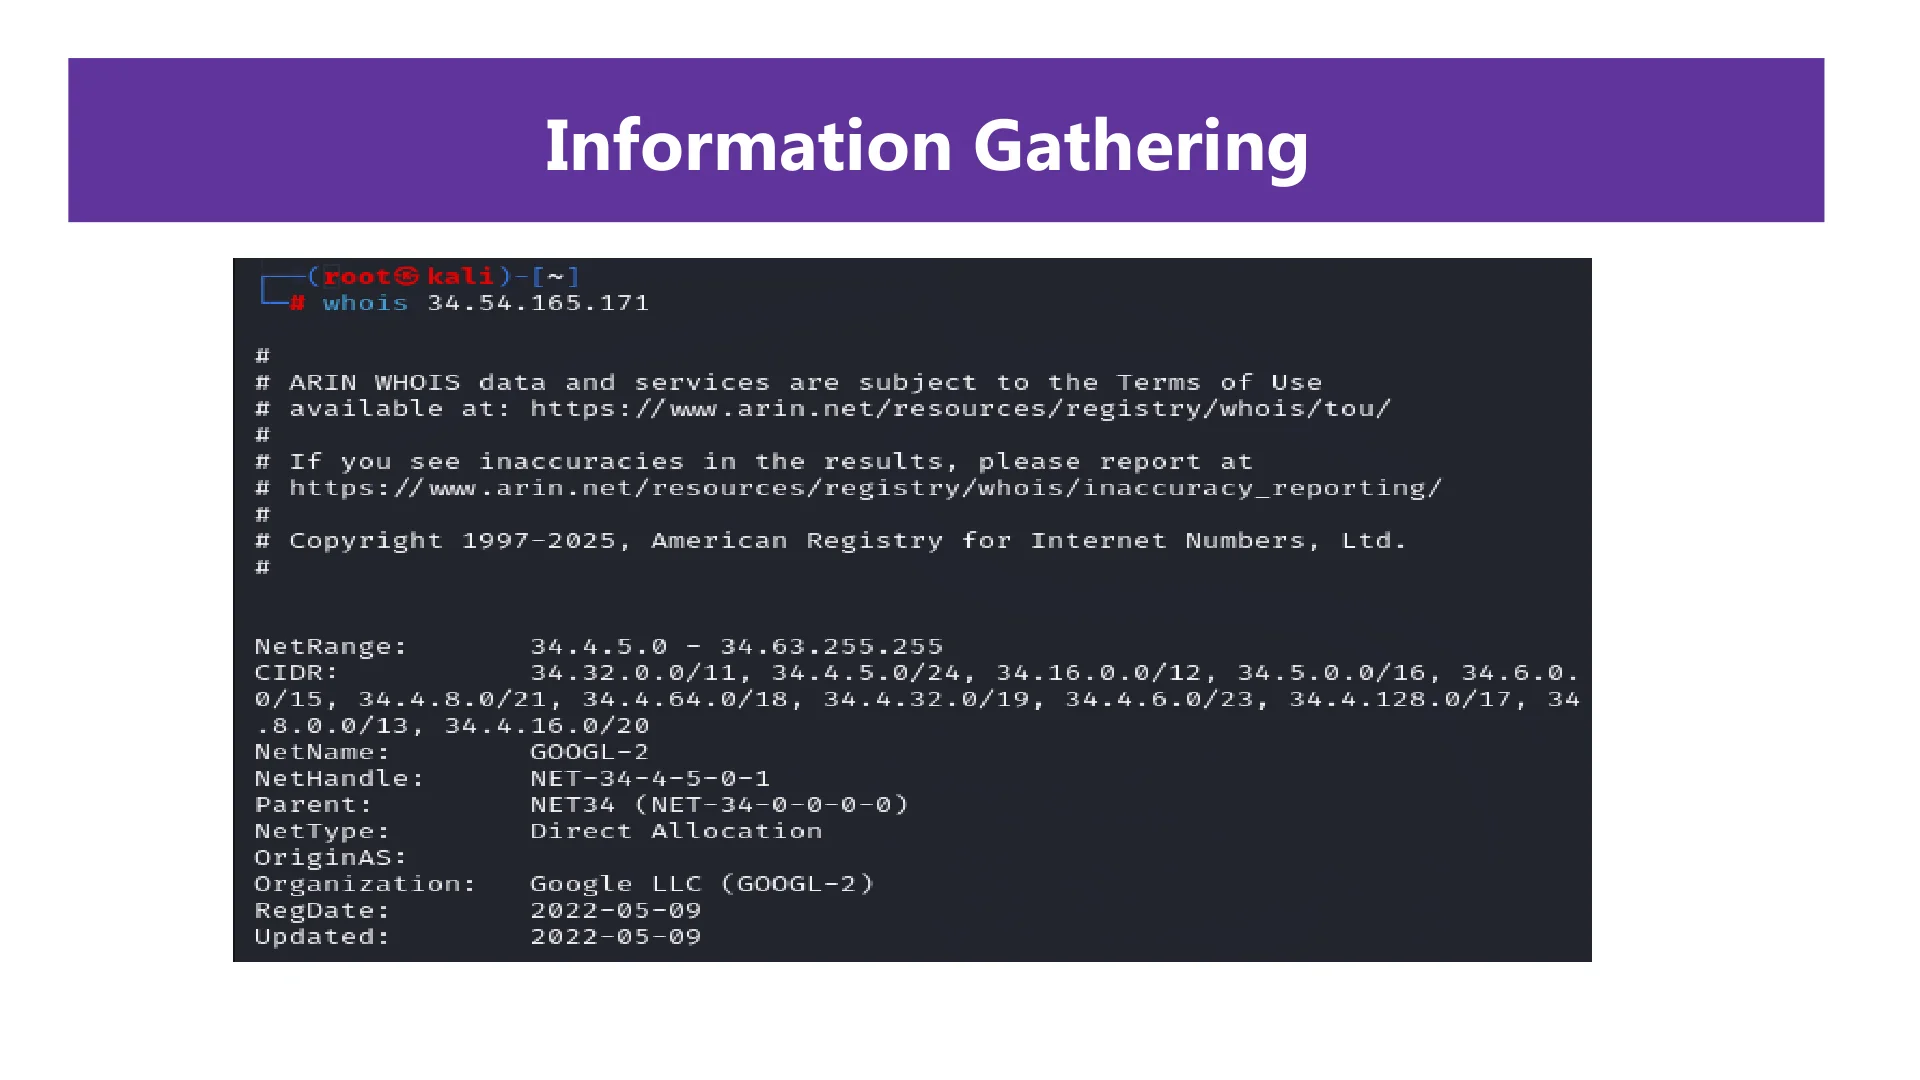 Information Gathering
┌──(root㉿kali)-[~]
└─# whois 34.54.165.171
#
# ARIN WHOIS data and services are subject to the Terms of Use
# available at: https://www.arin.net/resources/registry/whois/tou/
#
# If you see inaccuracies in the results, please report at
# https://www.arin.net/resources/registry/whois/inaccuracy_reporting/
#
# Copyright 1997-2025, American Registry for Internet Numbers, Ltd.
#
NetRange:       34.4.5.0 - 34.63.255.255
CIDR:           34.32.0.0/11, 34.4.5.0/24, 34.16.0.0/12, 34.5.0.0/16, 34.6.0.
0/15, 34.4.8.0/21, 34.4.64.0/18, 34.4.32.0/19, 34.4.6.0/23, 34.4.128.0/17, 34
.8.0.0/13, 34.4.16.0/20
NetName:        GOOGL-2
NetHandle:      NET-34-4-5-0-1
Parent:         NET34 (NET-34-0-0-0-0)
NetType:        Direct Allocation
OriginAS:
Organization:   Google LLC (GOOGL-2)
RegDate:        2022-05-09
Updated:        2022-05-09